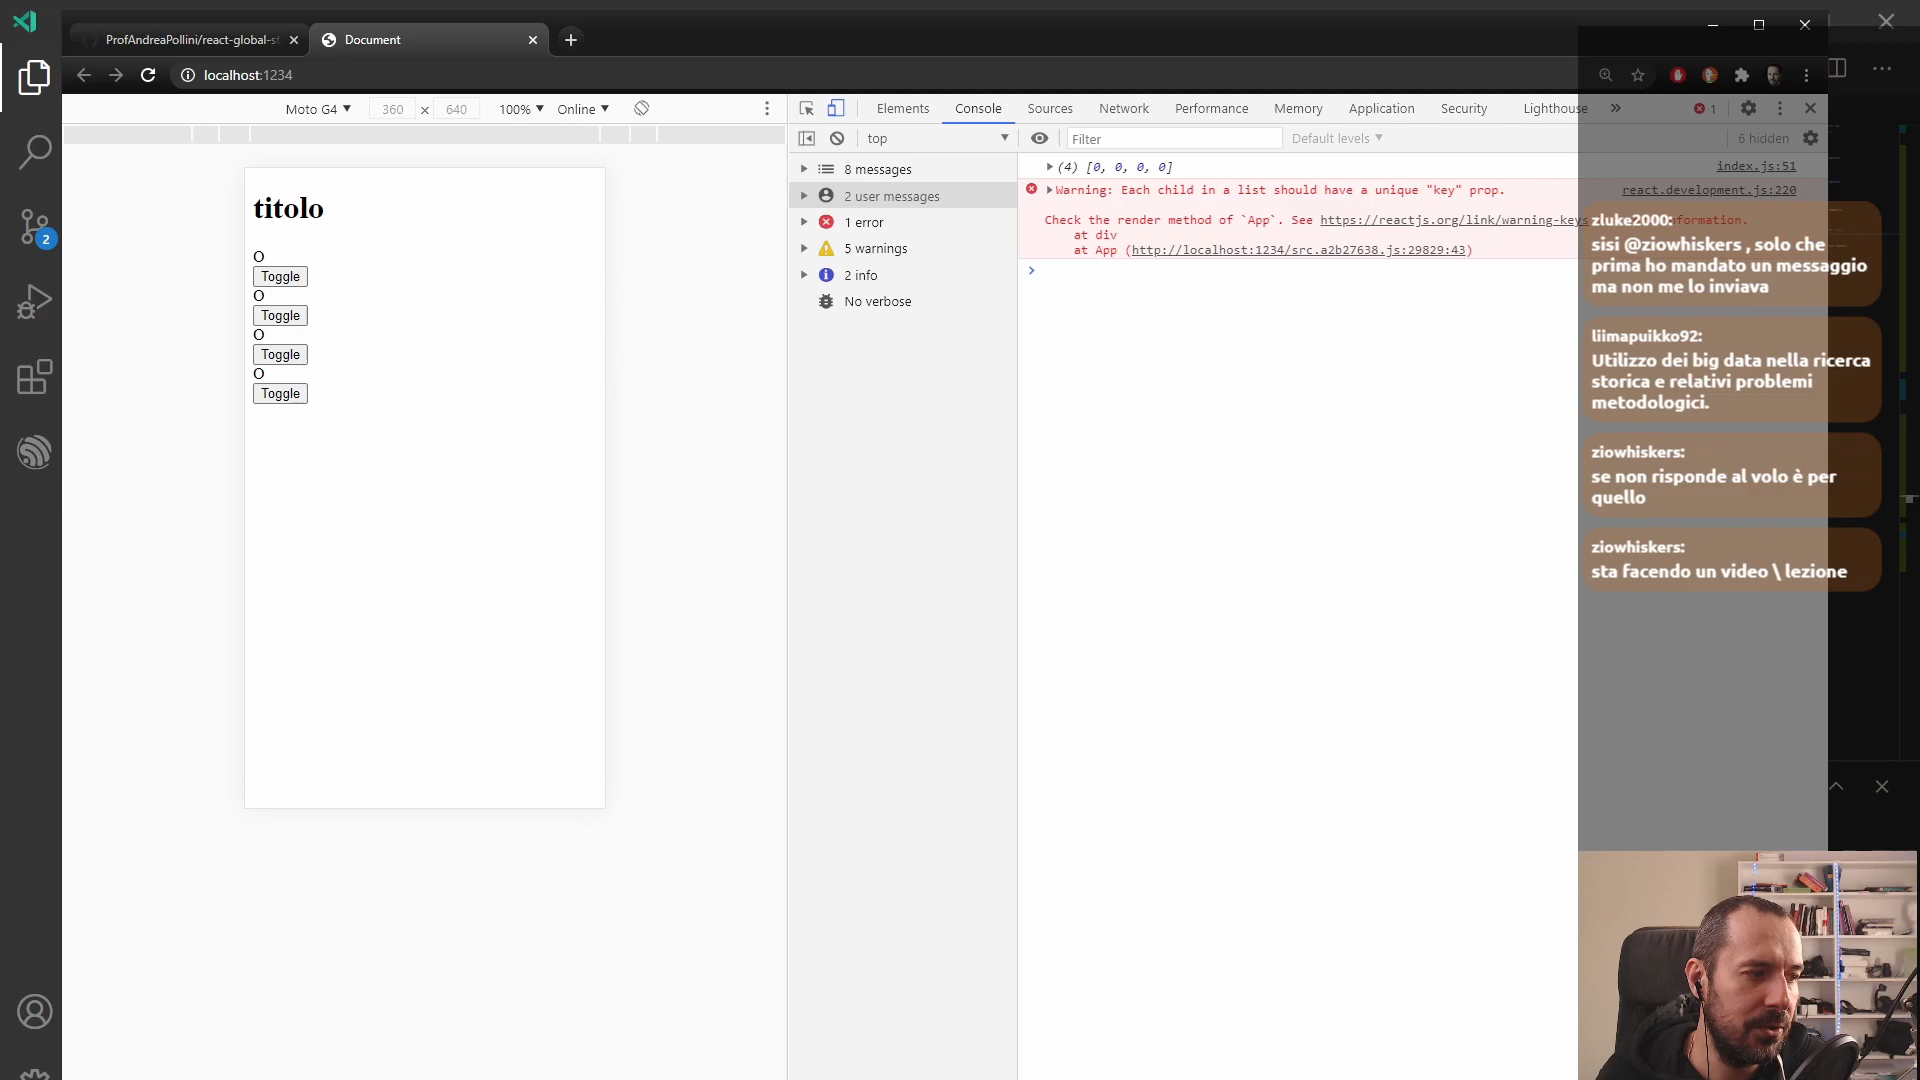 ProfAndreaPollini/react-global-st
Document
localhost:1234
Moto G4
360
x
640
100%
Online
Elements
Console
Sources
Network
Performance
Memory
Application
Security
Lighthouse
1
top
Filter
Default levels
6 hidden
titolo
O
Toggle
O
Toggle
O
Toggle
O
Toggle
8 messages
2 user messages
1 error
5 warnings
2 info
No verbose
(4) [0, 0, 0, 0]
index.js:51
Warning: Each child in a list should have a unique "key" prop.
react.development.js:220
Check the render method of `App`. See https://reactjs.org/link/warning-keys
formation.
at div
at App (http://localhost:1234/src.a2b27638.js:29829:43)
zluke2000:
sisi @ziowhiskers , solo che
prima ho mandato un messaggio
ma non me lo inviava
liimapuikko92:
Utilizzo dei big data nella ricerca
storica e relativi problemi
metodologici.
ziowhiskers:
se non risponde al volo è per
quello
ziowhiskers:
sta facendo un video \ lezione
2